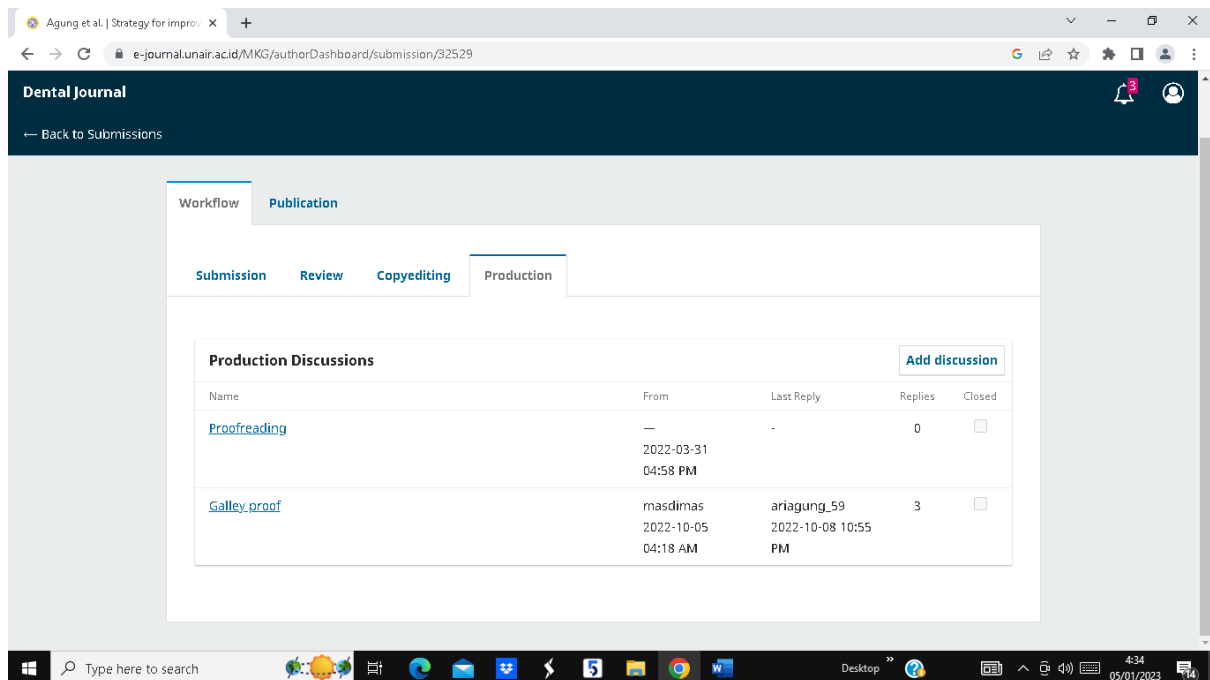 Agung et al. | Strategy for improv
e-journal.unair.ac.id/MKG/authorDashboard/submission/32529
Dental Journal
3
← Back to Submissions
Workflow
Publication
Submission
Review
Copyediting
Production
Production Discussions
Add discussion
Name
From
Last Reply
Replies
Closed
Proofreading
—
-
0
2022-03-31
04:58 PM
Galley proof
masdimas
ariagung_59
3
2022-10-05
2022-10-08 10:55
04:18 AM
PM
Type here to search
5
Desktop
4:34
05/01/2023
14